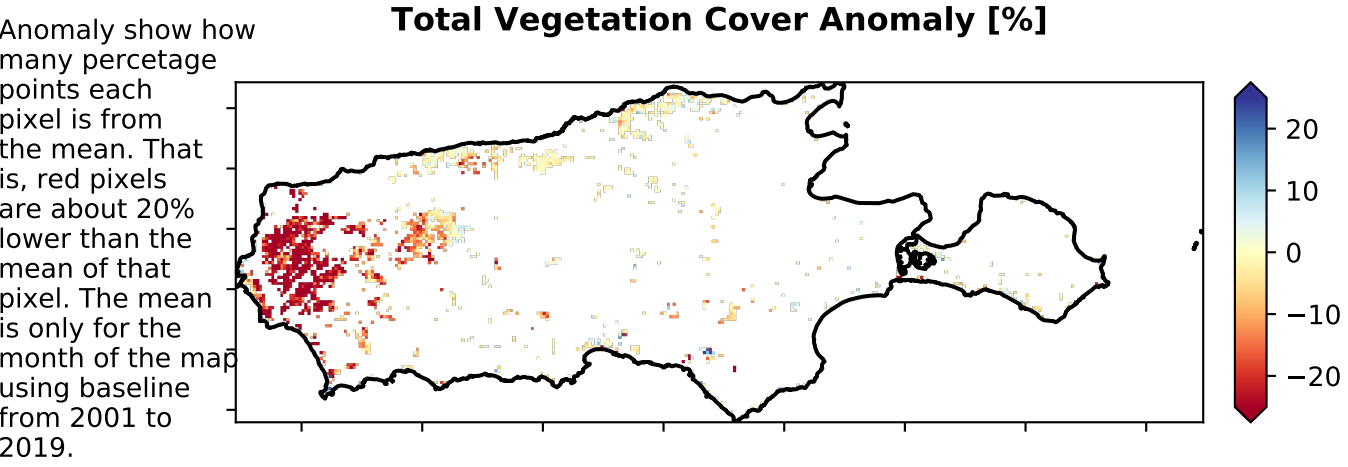 Total Vegetation Cover Anomaly [%]
Anomaly show how
many percetage
points each
pixel is from
the mean. That
is, red pixels
are about 20%
lower than the
mean of that
pixel. The mean
is only for the
month of the map
using baseline
from 2001 to
2019.
20
10
0
−10
−20